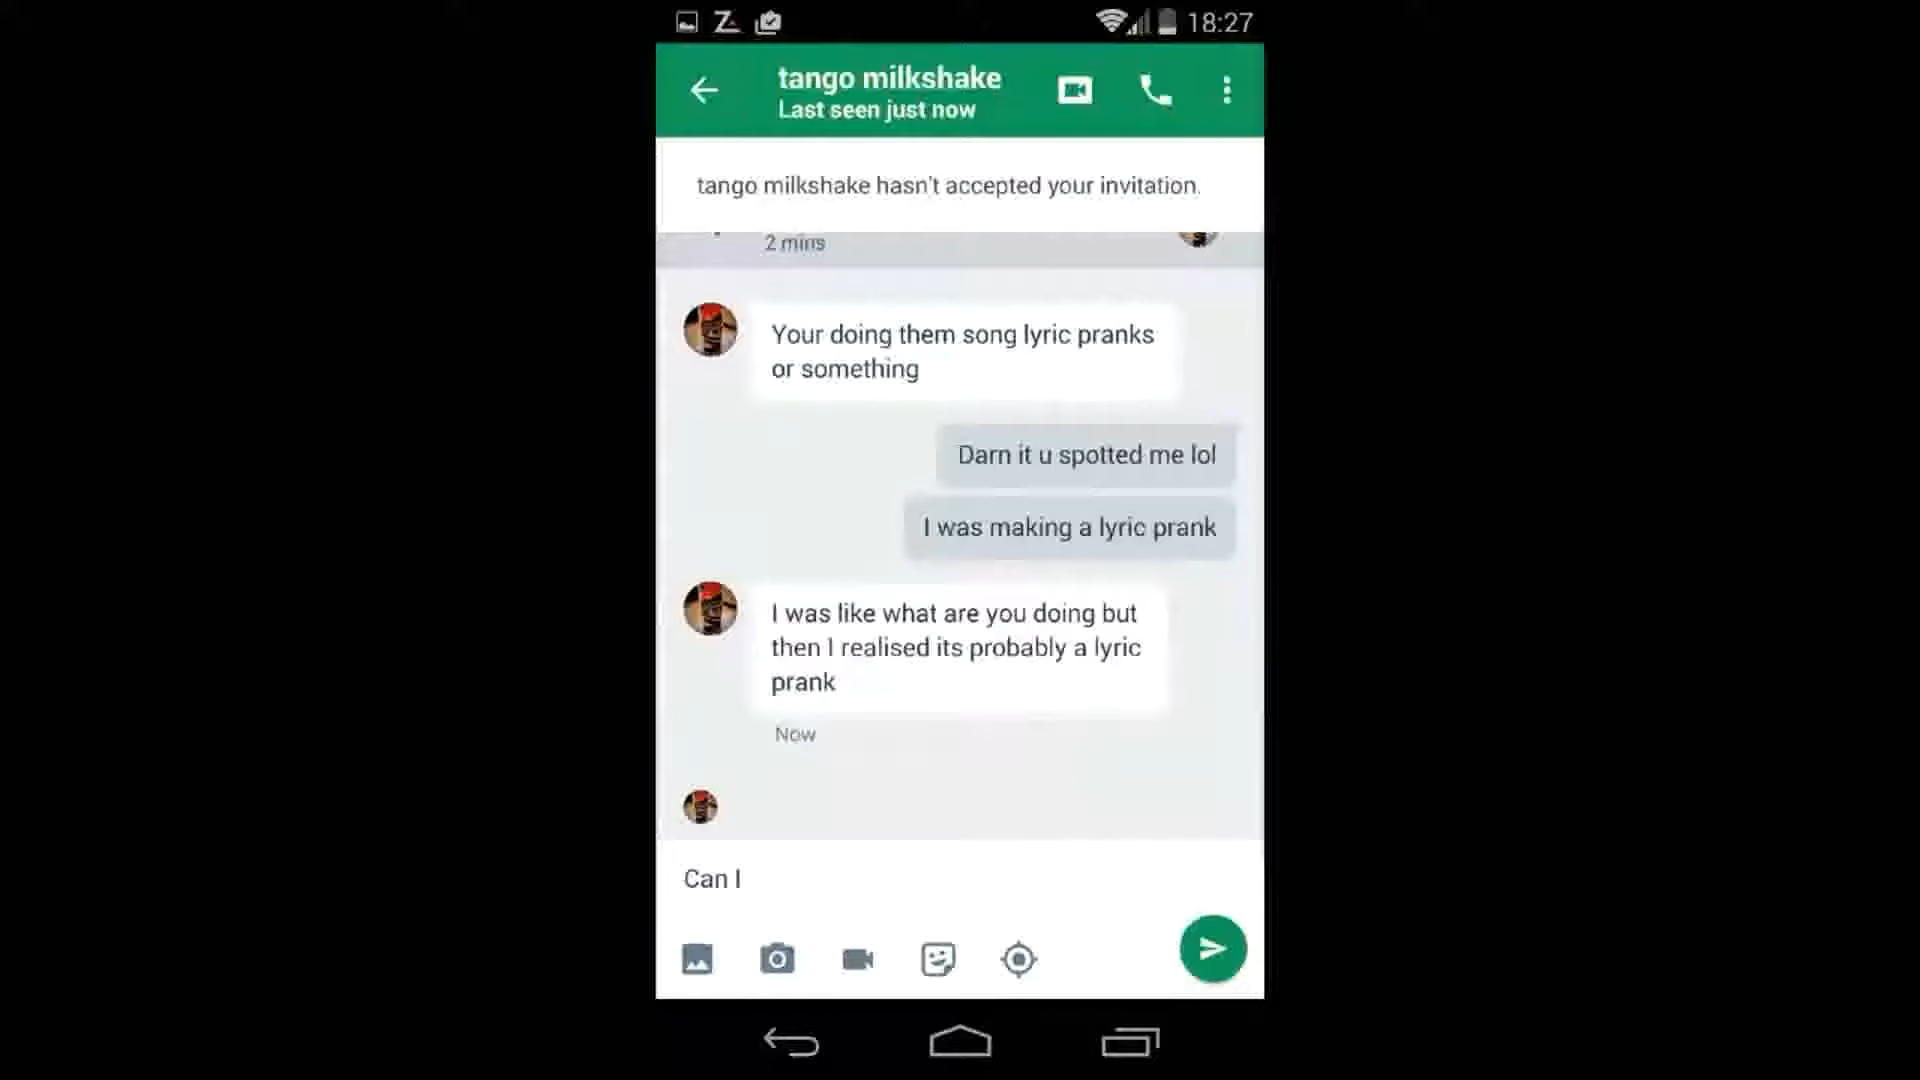 18:27
tango milkshake
Last seen just now
tango milkshake hasn't accepted your invitation.
2 mins
Your doing them song lyric pranks
or something
Darn it u spotted me lol
I was making a lyric prank
I was like what are you doing but
then I realised its probably a lyric
prank
Now
Can I